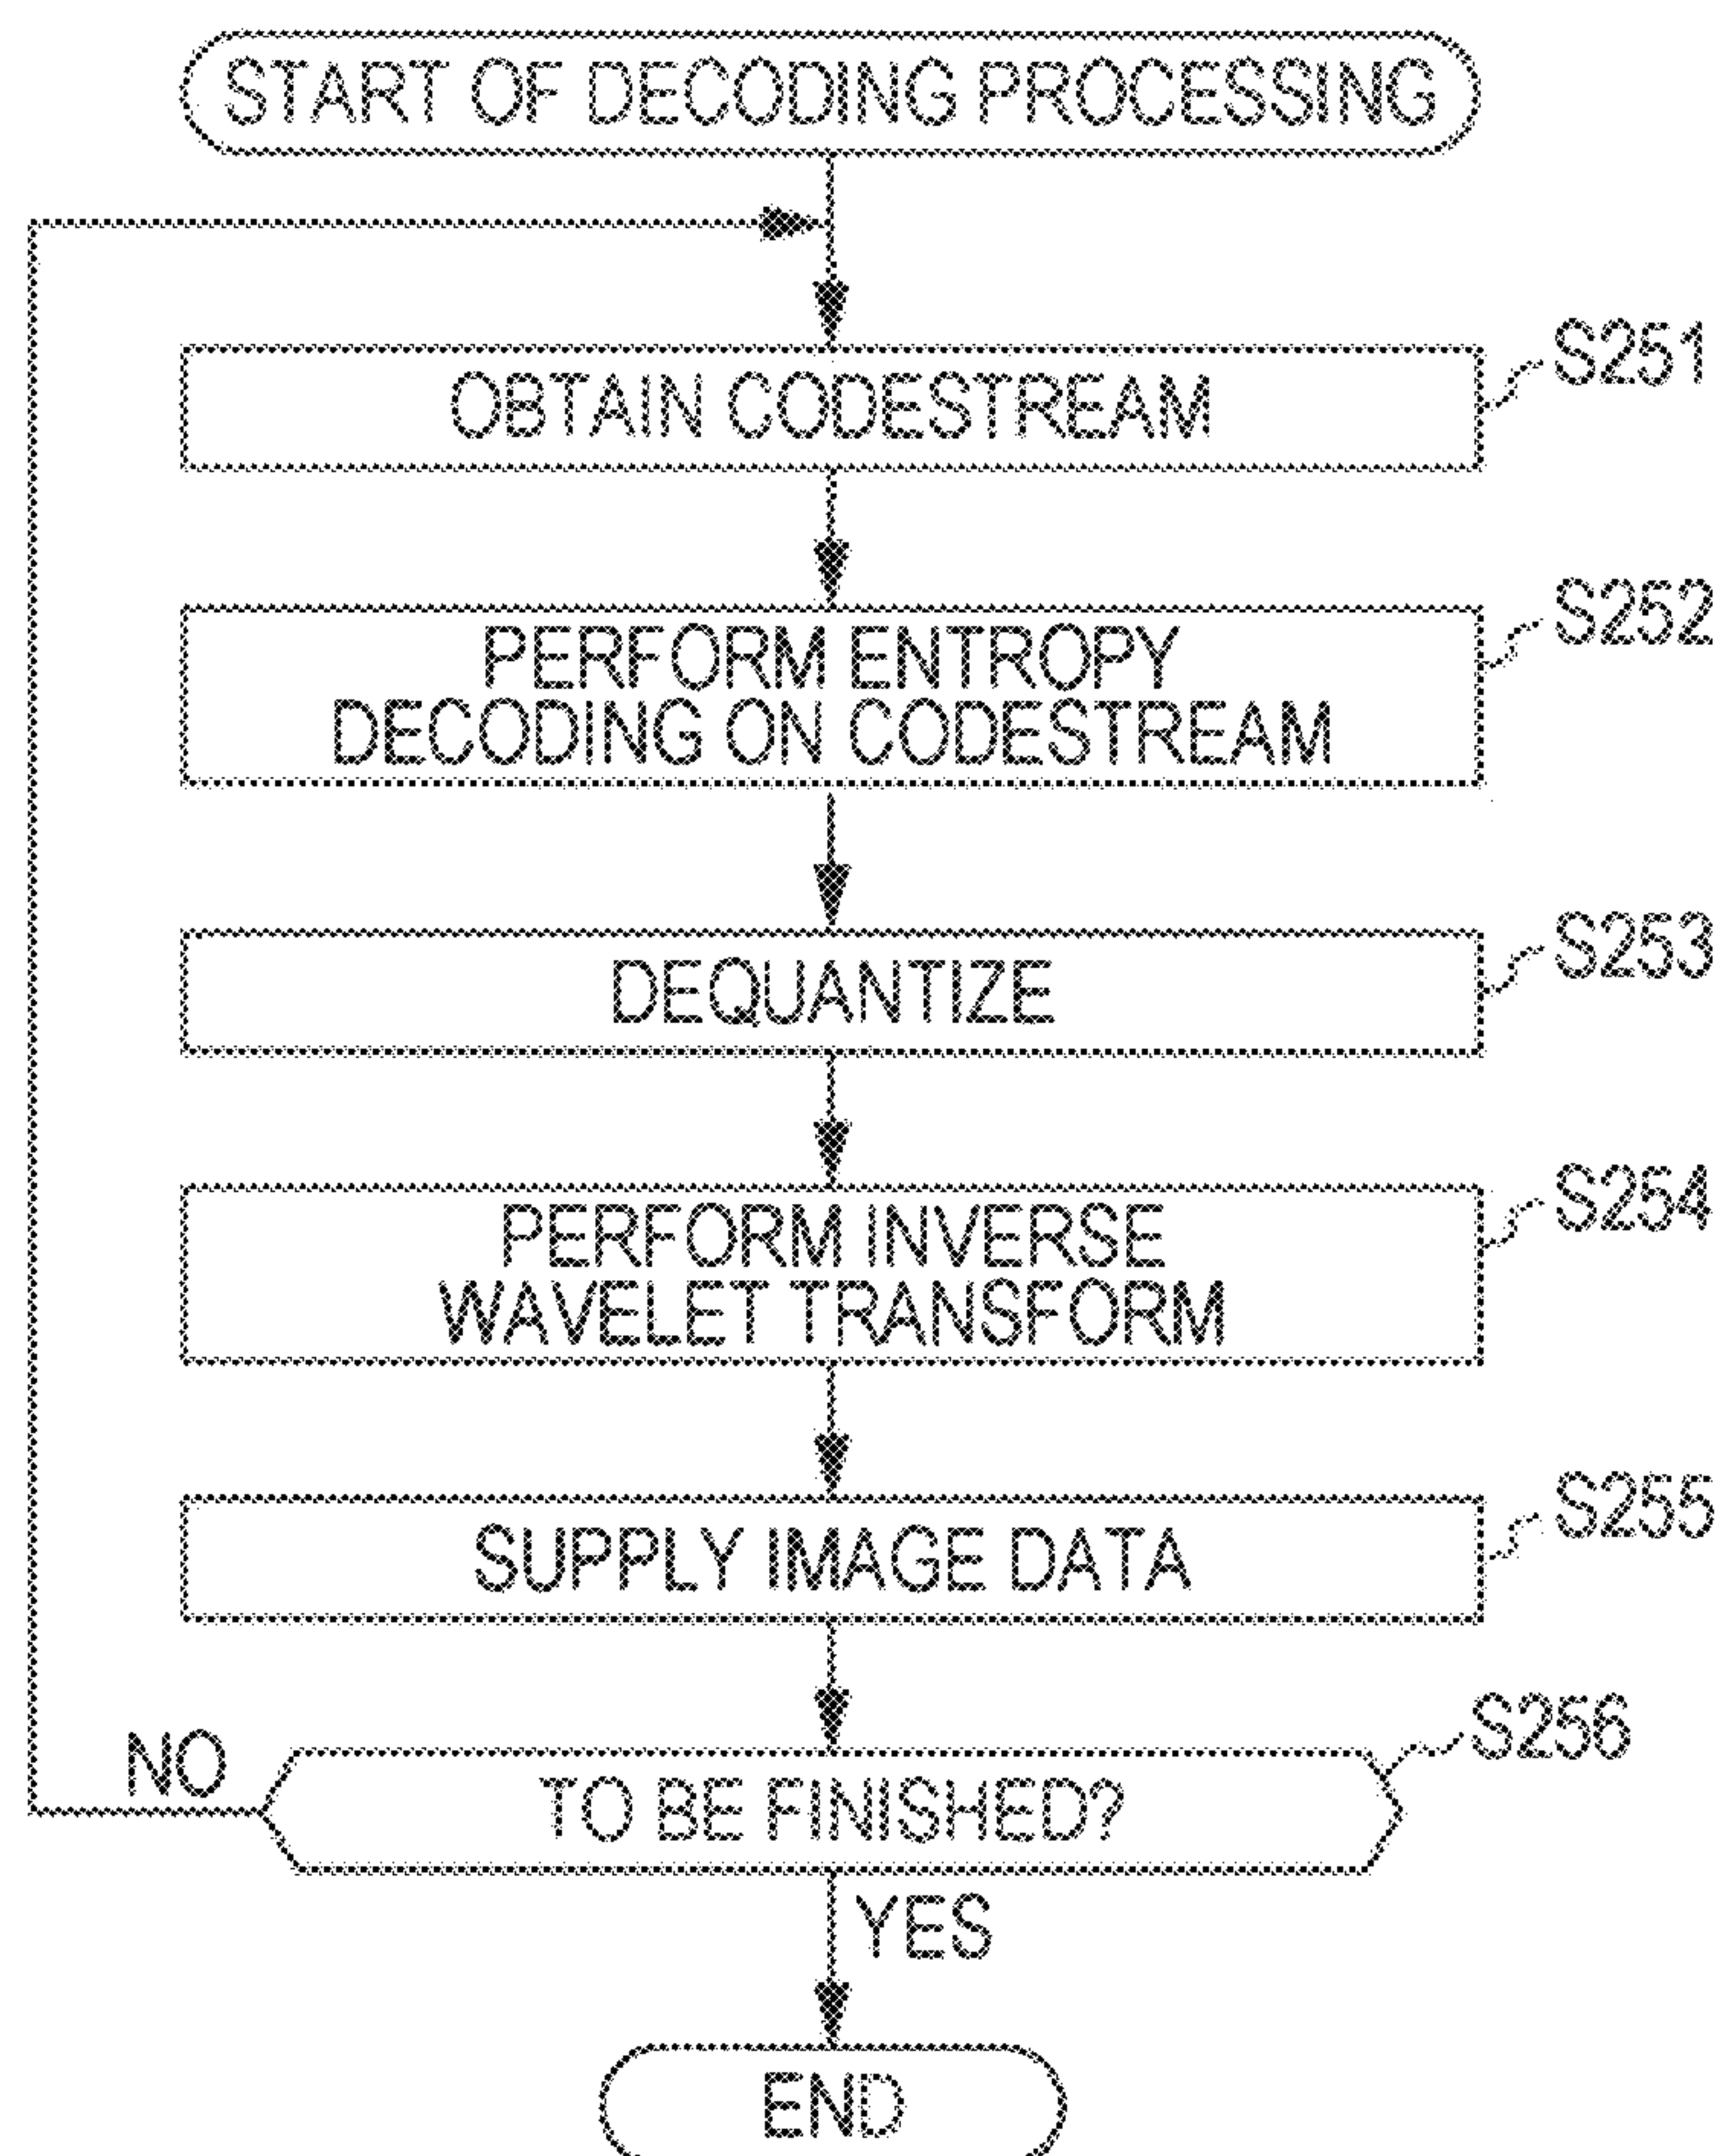 START OF DECODING PROCESSING
OBTAIN CODESTREAM
S251
PERFORM ENTROPY
DECODING ON CODESTREAM
S252
DEQUANTIZE
S253
PERFORM INVERSE
WAVELET TRANSFORM
S254
SUPPLY IMAGE DATA
S255
TO BE FINISHED?
S256
NO
YES
END